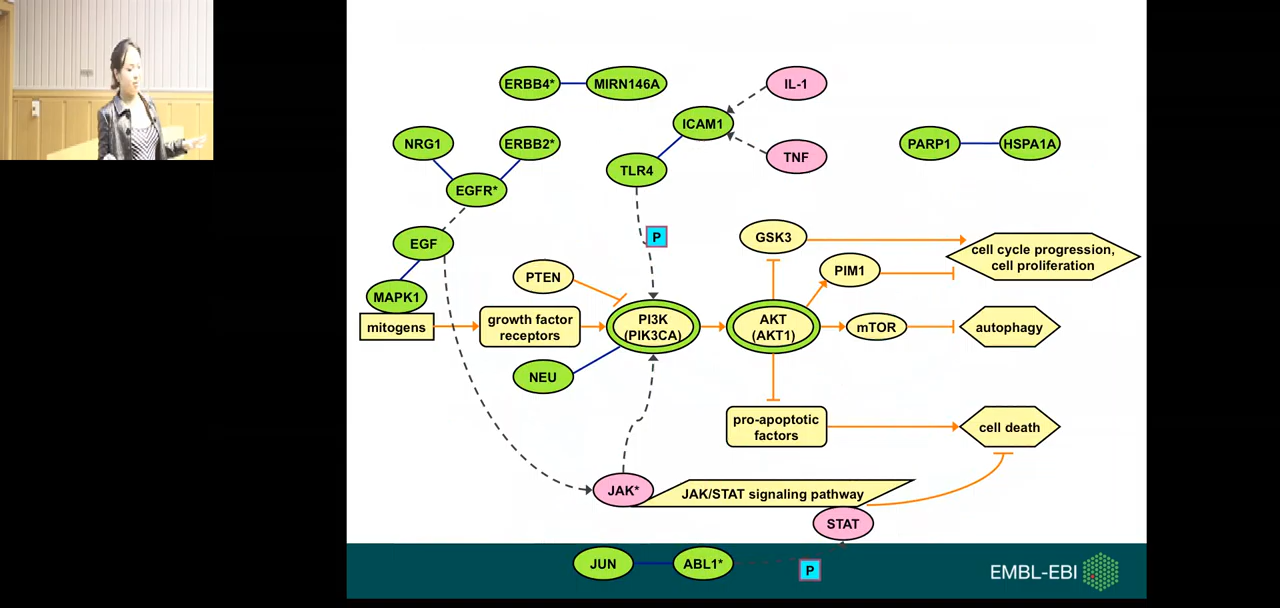 ERBB4*
MIRN146A
IL-1
ICAM1
NRG1
ERBB2*
TNF
PARP1
HSPA1A
TLR4
EGFR*
EGF
P
GSK3
cell cycle progression,
cell proliferation
PIM1
PTEN
MAPK1
mitogens
growth factor
receptors
PI3K
(PIK3CA)
AKT
(AKT1)
mTOR
autophagy
NEU
pro-apoptotic
factors
cell death
JAK*
JAK/STAT signaling pathway
STAT
JUN
ABL1*
P
EMBL-EBI